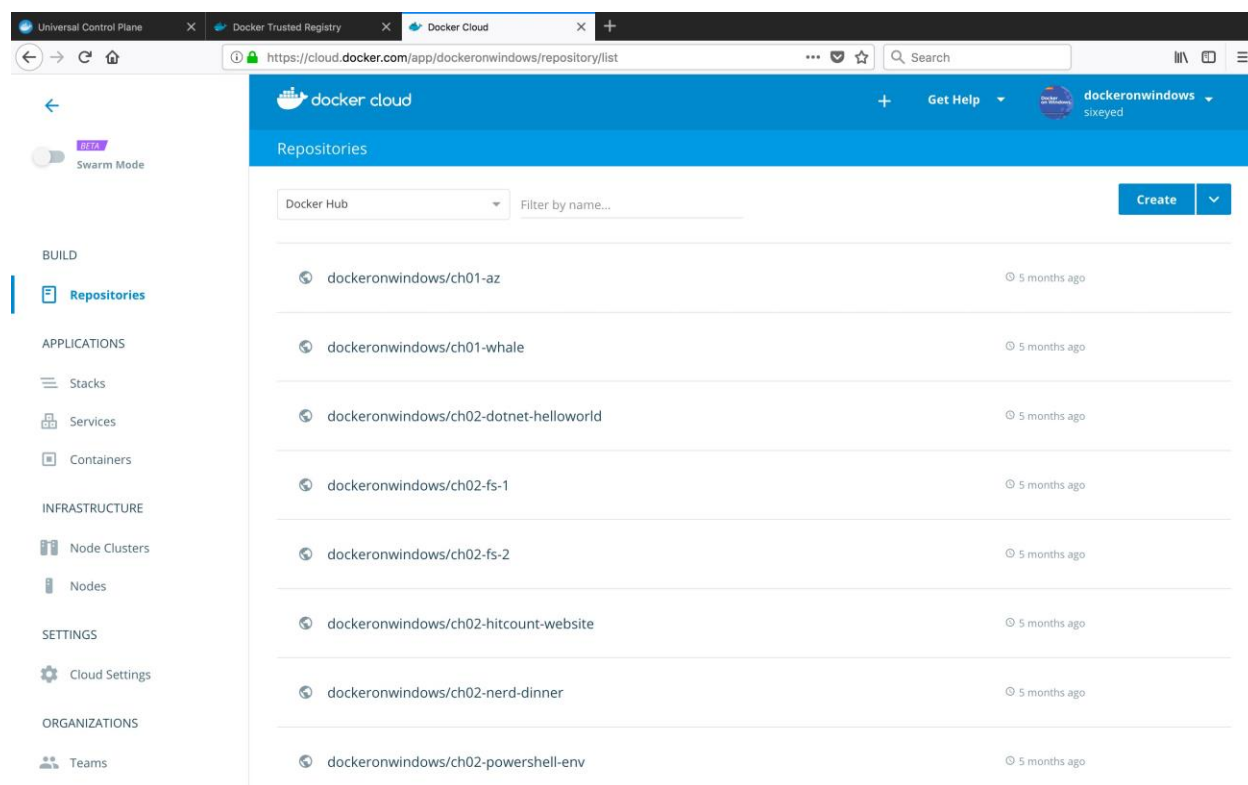 Universal Control Plane
Docker Trusted Registry
Docker Cloud
https://cloud.docker.com/app/dockeronwindows/repository/list
Search
BETA
Swarm Mode
BUILD
Repositories
APPLICATIONS
Stacks
Services
Containers
INFRASTRUCTURE
Node Clusters
Nodes
SETTINGS
Cloud Settings
ORGANIZATIONS
Teams
docker cloud
+ Get Help dockeronwindows
sixeyed
Repositories
Docker Hub Filter by name... Create
dockeronwindows/ch01-az 5 months ago
dockeronwindows/ch01-whale 5 months ago
dockeronwindows/ch02-dotnet-helloworld 5 months ago
dockeronwindows/ch02-fs-1 5 months ago
dockeronwindows/ch02-fs-2 5 months ago
dockeronwindows/ch02-hitcount-website 5 months ago
dockeronwindows/ch02-nerd-dinner 5 months ago
dockeronwindows/ch02-powershell-env 5 months ago